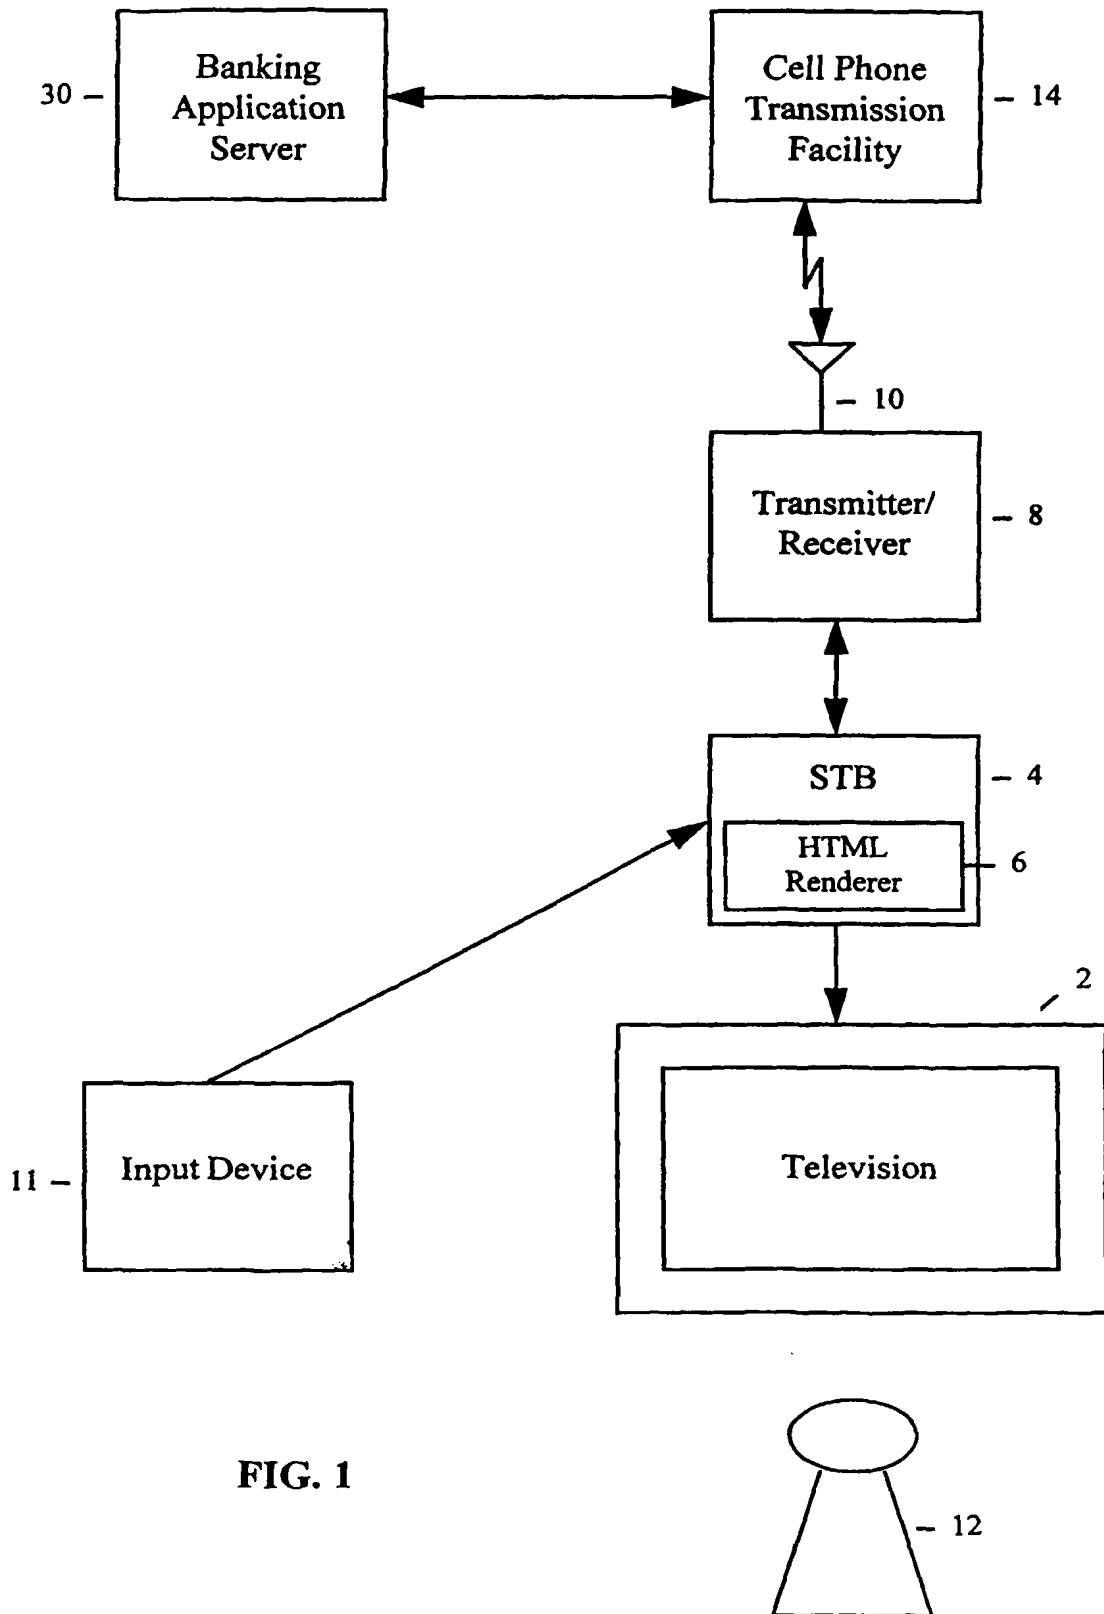 Banking
Application
Server
30
Cell Phone
Transmission
Facility
14
10
Transmitter/
Receiver
8
STB
4
HTML
Renderer
6
2
Input Device
11
Television
FIG. 1
12